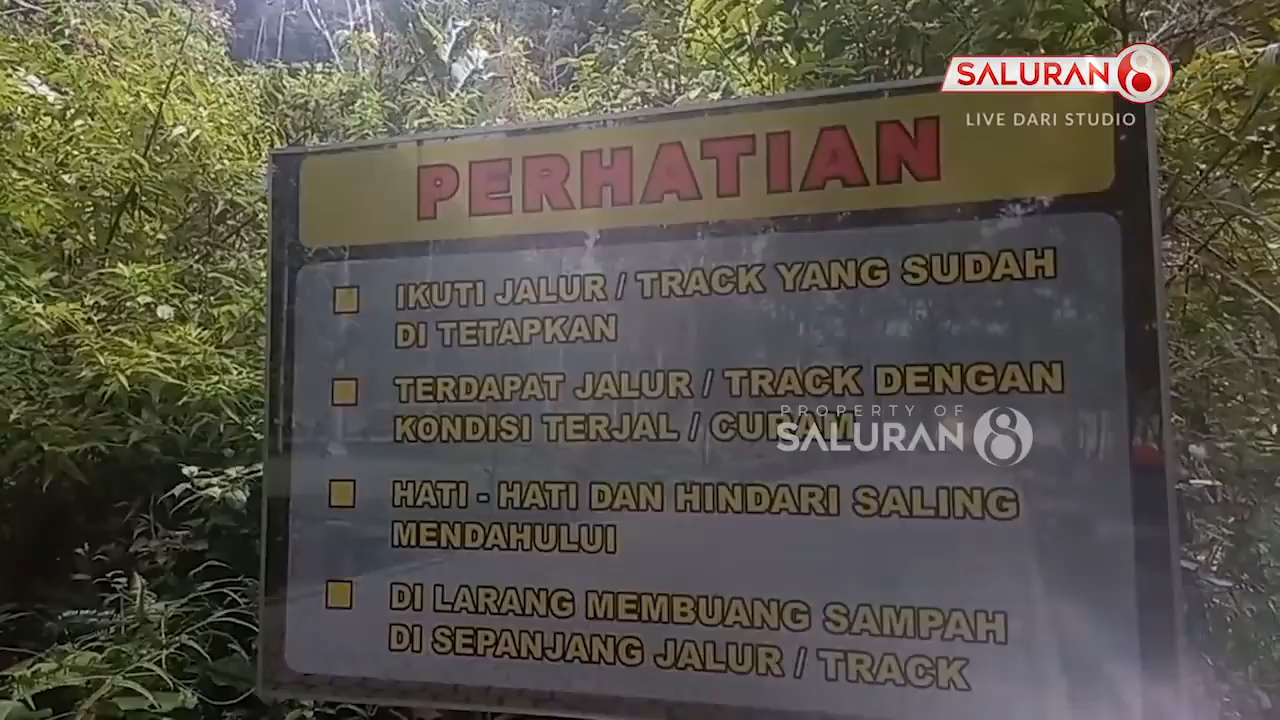 SALURAN 8
LIVE DARI STUDIO
PERHATIAN
IKUTI JALUR / TRACK YANG SUDAH
DI TETAPKAN
TERDAPAT JALUR / TRACK DENGAN
KONDISI TERJAL / CURAM
PROPERTY OF
SALURAN 8
HATI - HATI DAN HINDARI SALING
MENDAHULUI
DI LARANG MEMBUANG SAMPAH
DI SEPANJANG JALUR / TRACK